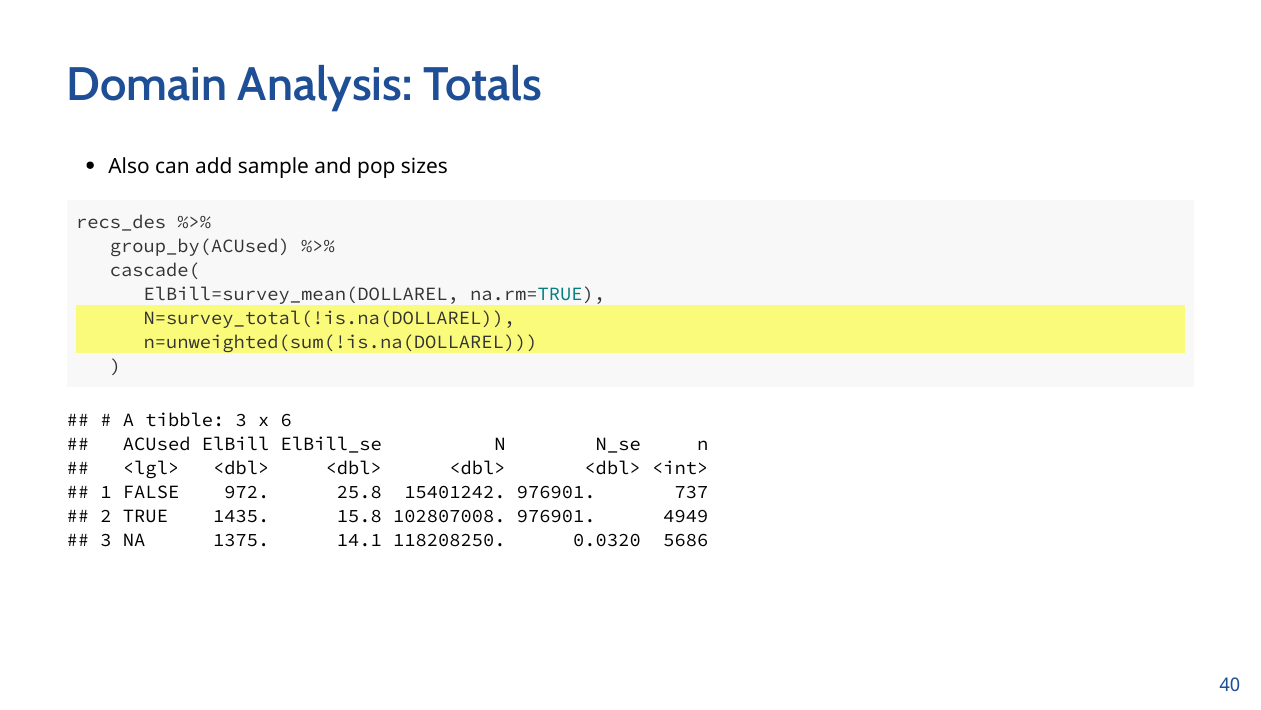 Domain Analysis: Totals
• Also can add sample and pop sizes
recs_des %>%
   group_by(ACUsed) %>%
   cascade(
      ElBill=survey_mean(DOLLAREL, na.rm=TRUE),
      N=survey_total(!is.na(DOLLAREL)),
      n=unweighted(sum(!is.na(DOLLAREL)))
   )
## # A tibble: 3 x 6
##   ACUsed ElBill ElBill_se          N        N_se     n
##   <lgl>   <dbl>     <dbl>      <dbl>       <dbl> <int>
## 1 FALSE    972.      25.8  15401242. 976901.       737
## 2 TRUE    1435.      15.8 102807008. 976901.      4949
## 3 NA      1375.      14.1 118208250.      0.0320  5686
40